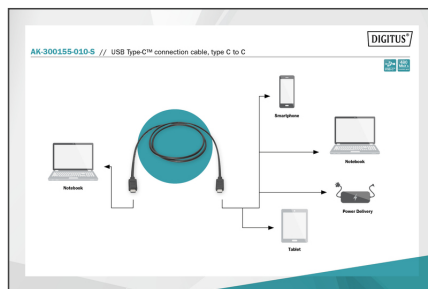 DIGITUS®
AK-300155-010-S // USB Type-C™ connection cable, type C to C
Smartphone
Notebook
Notebook
Power Delivery
Tablet